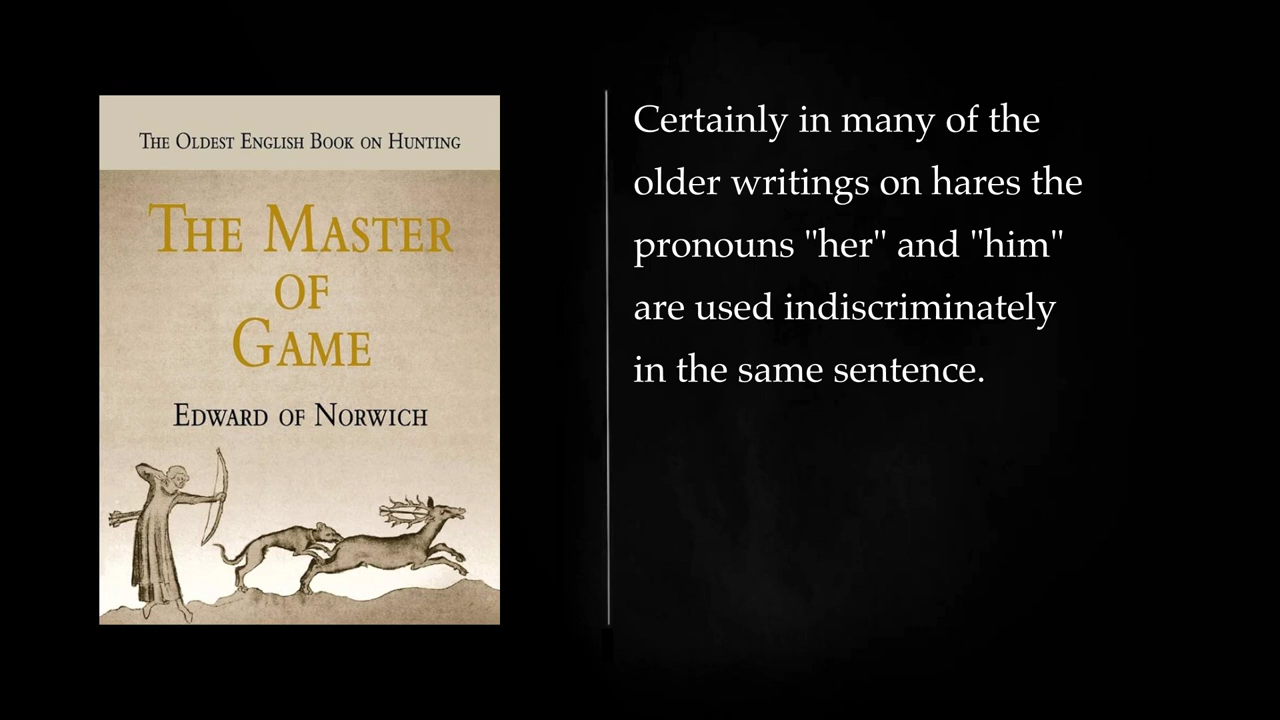 The Oldest English Book on Hunting
The Master
of
Game
Edward of Norwich
Certainly in many of the
older writings on hares the
pronouns "her" and "him"
are used indiscriminately
in the same sentence.